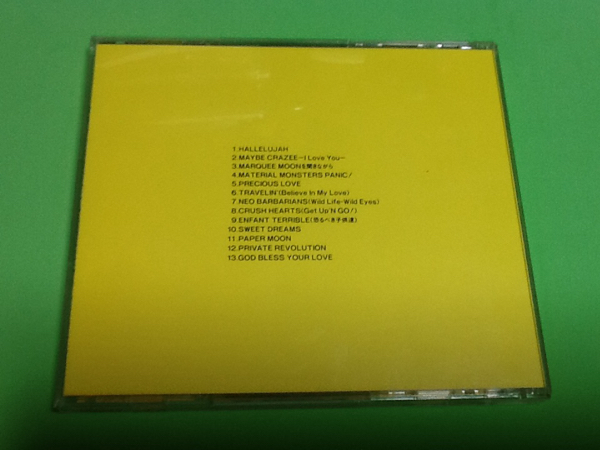 1.HALLELUJAH
2.MAYBE CRAZEE-I Love You-
3.MARQUEE MOONを聞きながら
4.MATERIAL MONSTERS PANIC!
5.PRECIOUS LOVE
6.TRAVELIN'(Believe In My Love)
7.NEO BARBARIANS(Wild Life-Wild Eyes)
8.CRUSH HEARTS(Get Up'N GO!)
9.ENFANT TERRIBLE(恐るべき子供達)
10.SWEET DREAMS
11.PAPER MOON
12.PRIVATE REVOLUTION
13.GOD BLESS YOUR LOVE